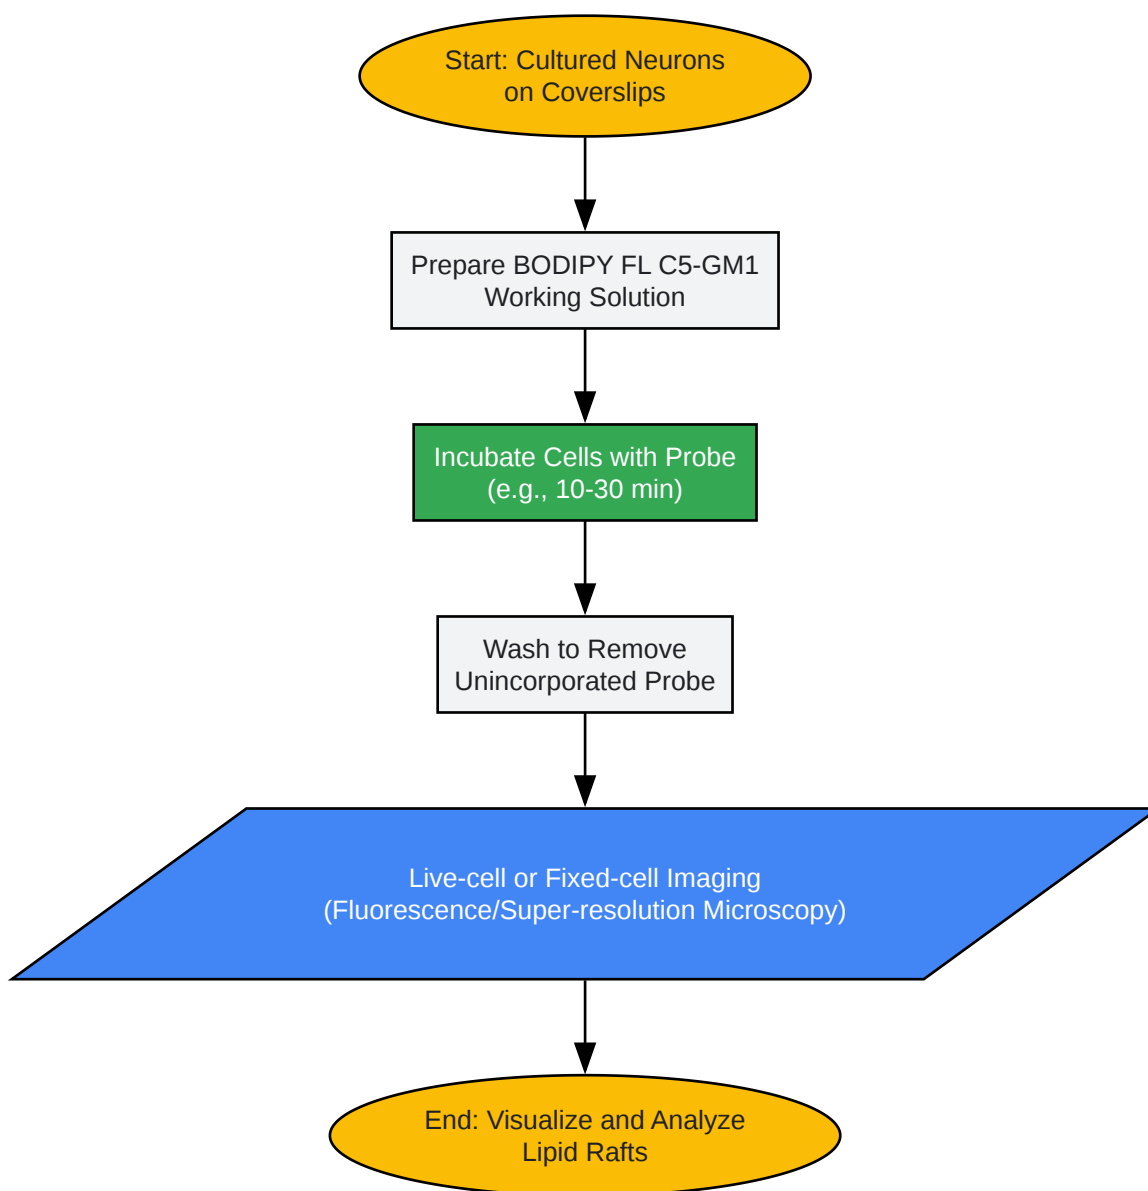 Start: Cultured Neurons
on Coverslips
Prepare BODIPY FL C5-GM1
Working Solution
Incubate Cells with Probe
(e.g., 10-30 min)
Wash to Remove
Unincorporated Probe
Live-cell or Fixed-cell Imaging
(Fluorescence/Super-resolution Microscopy)
End: Visualize and Analyze
Lipid Rafts